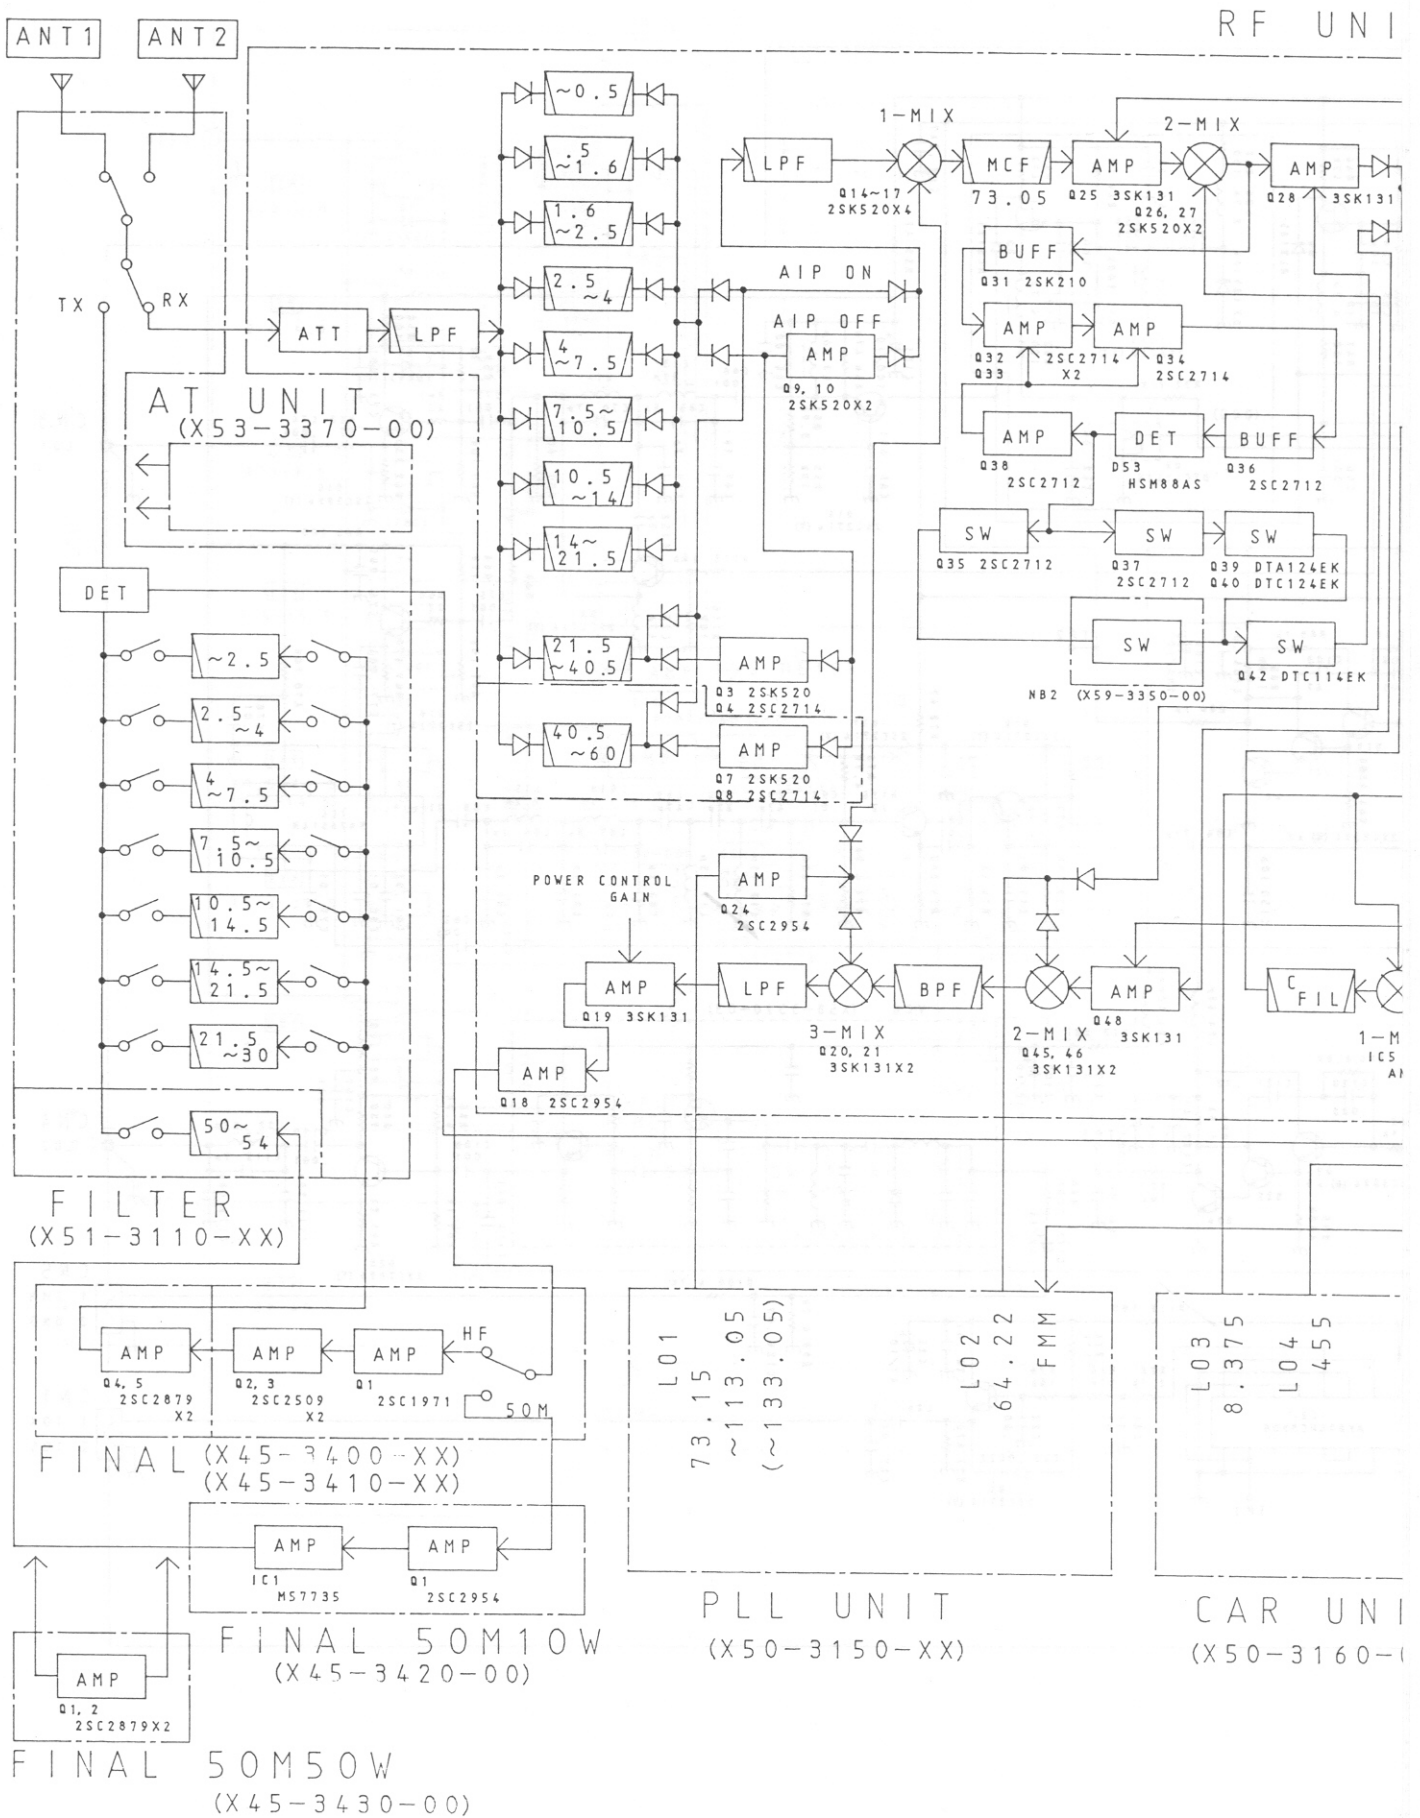 RF UNI
ANT1
ANT2
TX
RX
ATT
LPF
AT UNIT
(X53-3370-00)
~0.5
.5
~1.6
1.6
~2.5
2.5
~4
4
~7.5
7.5~
10.5
10.5
~14
14~
21.5
21.5
~40.5
40.5
~60
AIP ON
AIP OFF
AMP
Q9, 10
2SK520X2
AMP
Q3 2SK520
Q4 2SC2714
AMP
Q7 2SK520
Q8 2SC2714
LPF
1-MIX
Q14~17
2SK520X4
MCF
73.05
AMP
Q25 3SK131
2-MIX
Q26, 27
2SK520X2
AMP
Q28 3SK131
BUFF
Q31 2SK210
AMP
Q32
Q33
2SC2714
X2
AMP
Q34
2SC2714
AMP
Q38
2SC2712
DET
D53
HSM88AS
BUFF
Q36
2SC2712
SW
Q35 2SC2712
SW
Q37
2SC2712
SW
Q39 DTA124EK
Q40 DTC124EK
SW
NB2 (X59-3350-00)
SW
Q42 DTC114EK
DET
~2.5
2.5
~4
4
~7.5
7.5~
10.5
10.5~
14.5
14.5~
21.5
21.5
~30
50~
54
FILTER
(X51-3110-XX)
POWER CONTROL
GAIN
AMP
Q24
2SC2954
AMP
Q19 3SK131
LPF
3-MIX
Q20, 21
3SK131X2
BPF
2-MIX
Q45, 46
3SK131X2
AMP
Q48
3SK131
C
FIL
1-M
IC5
AMP
Q18 2SC2954
AMP
Q4, 5
2SC2879
X2
AMP
Q2, 3
2SC2509
X2
AMP
Q1
2SC1971
HF
50M
FINAL (X45-3400-XX)
(X45-3410-XX)
AMP
IC1
M57735
AMP
Q1
2SC2954
FINAL 50M10W
(X45-3420-00)
AMP
Q1, 2
2SC2879X2
FINAL 50M50W
(X45-3430-00)
LO1
73.15
~113.05
(~133.05)
LO2
64.22
FMM
PLL UNIT
(X50-3150-XX)
LO3
8.375
LO4
455
CAR UNI
(X50-3160-